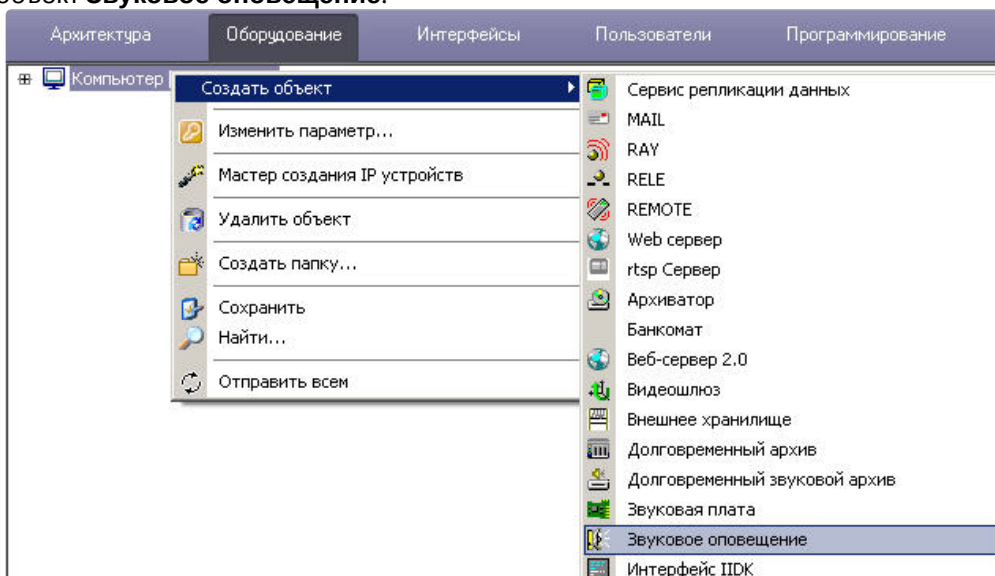 объект Звуковое оповещение.
Архитектура Оборудование Интерфейсы Пользователи Программирование
Компьютер
Создать объект
Изменить параметр...
Мастер создания IP устройств
Удалить объект
Создать папку...
Сохранить
Найти...
Отправить всем
Сервис репликации данных
MAIL
RAY
RELE
REMOTE
Web сервер
rtsp Сервер
Архиватор
Банкомат
Веб-сервер 2.0
Видеошлюз
Внешнее хранилище
Долговременный архив
Долговременный звуковой архив
Звуковая плата
Звуковое оповещение
Интерфейс IIDK